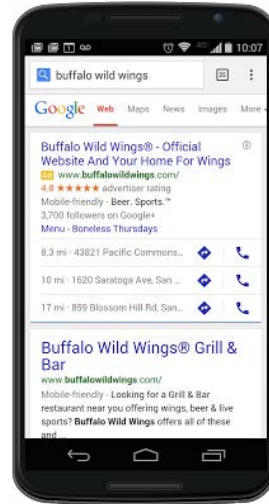 10:07
buffalo wild wings
Google Web Maps News Images More
Buffalo Wild Wings® - Official
Website And Your Home For Wings
Ad www.buffalowildwings.com/
4.8 ★★★★★ advertiser rating
Mobile-friendly - Beer. Sports.™
3,700 followers on Google+
Menu - Boneless Thursdays
8.3 mi · 43821 Pacific Commons...
10 mi · 1620 Saratoga Ave, San ...
17 mi · 859 Blossom Hill Rd, San...
Buffalo Wild Wings® Grill &
Bar
www.buffalowildwings.com/
Mobile-friendly - Looking for a Grill & Bar
restaurant near you offering wings, beer & live
sports? Buffalo Wild Wings offers all of these
and ...